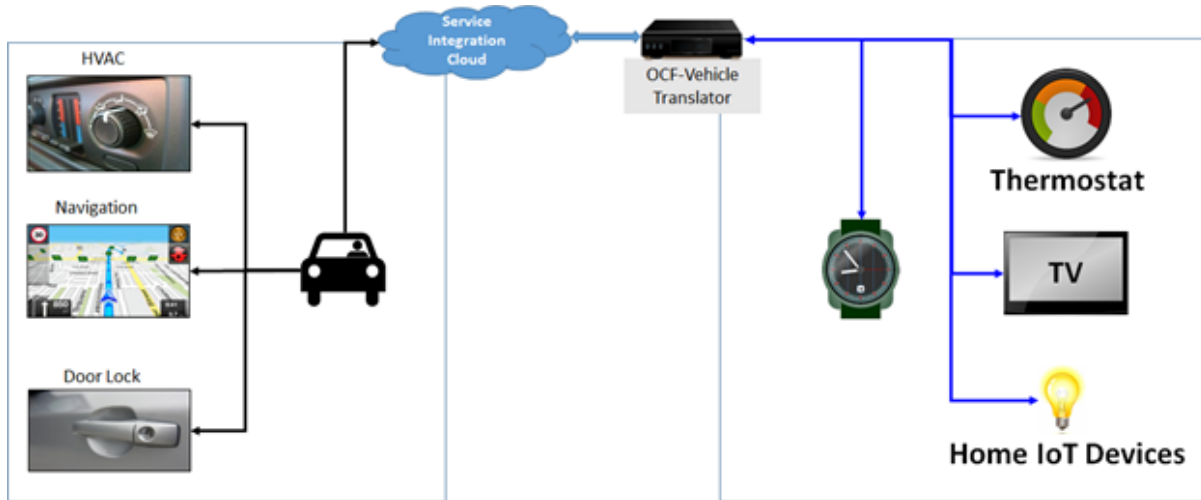 Service
Integration
Cloud
HVAC
OCF-Vehicle
Translator
Thermostat
Navigation
TV
Door Lock
Home IoT Devices